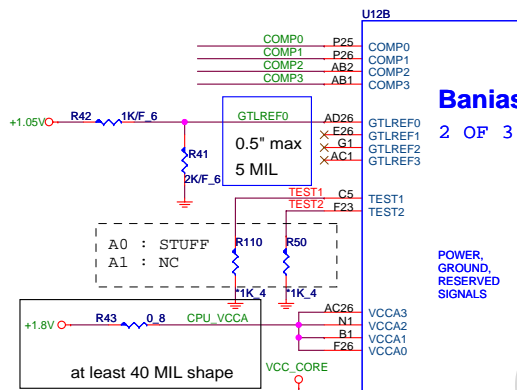 U12B
COMP0 P25 COMP0
COMP1 P26 COMP1
COMP2 AB2 COMP2
COMP3 AB1 COMP3
Banias
2 OF 3
+1.05V R42 1K/F_6 GTLREF0 AD26 GTLREF0
E26 GTLREF1
G1 GTLREF2
AC1 GTLREF3
0.5" max
5 MIL
R41
2K/F_6
TEST1 C5 TEST1
TEST2 F23 TEST2
A0 : STUFF
A1 : NC
R110 R50
*1K_4 *1K_4
POWER,
GROUND,
RESERVED
SIGNALS
AC26 VCCA3
+1.8V R43 0_8 CPU_VCCA N1 VCCA2
B1 VCCA1
F26 VCCA0
at least 40 MIL shape
VCC_CORE